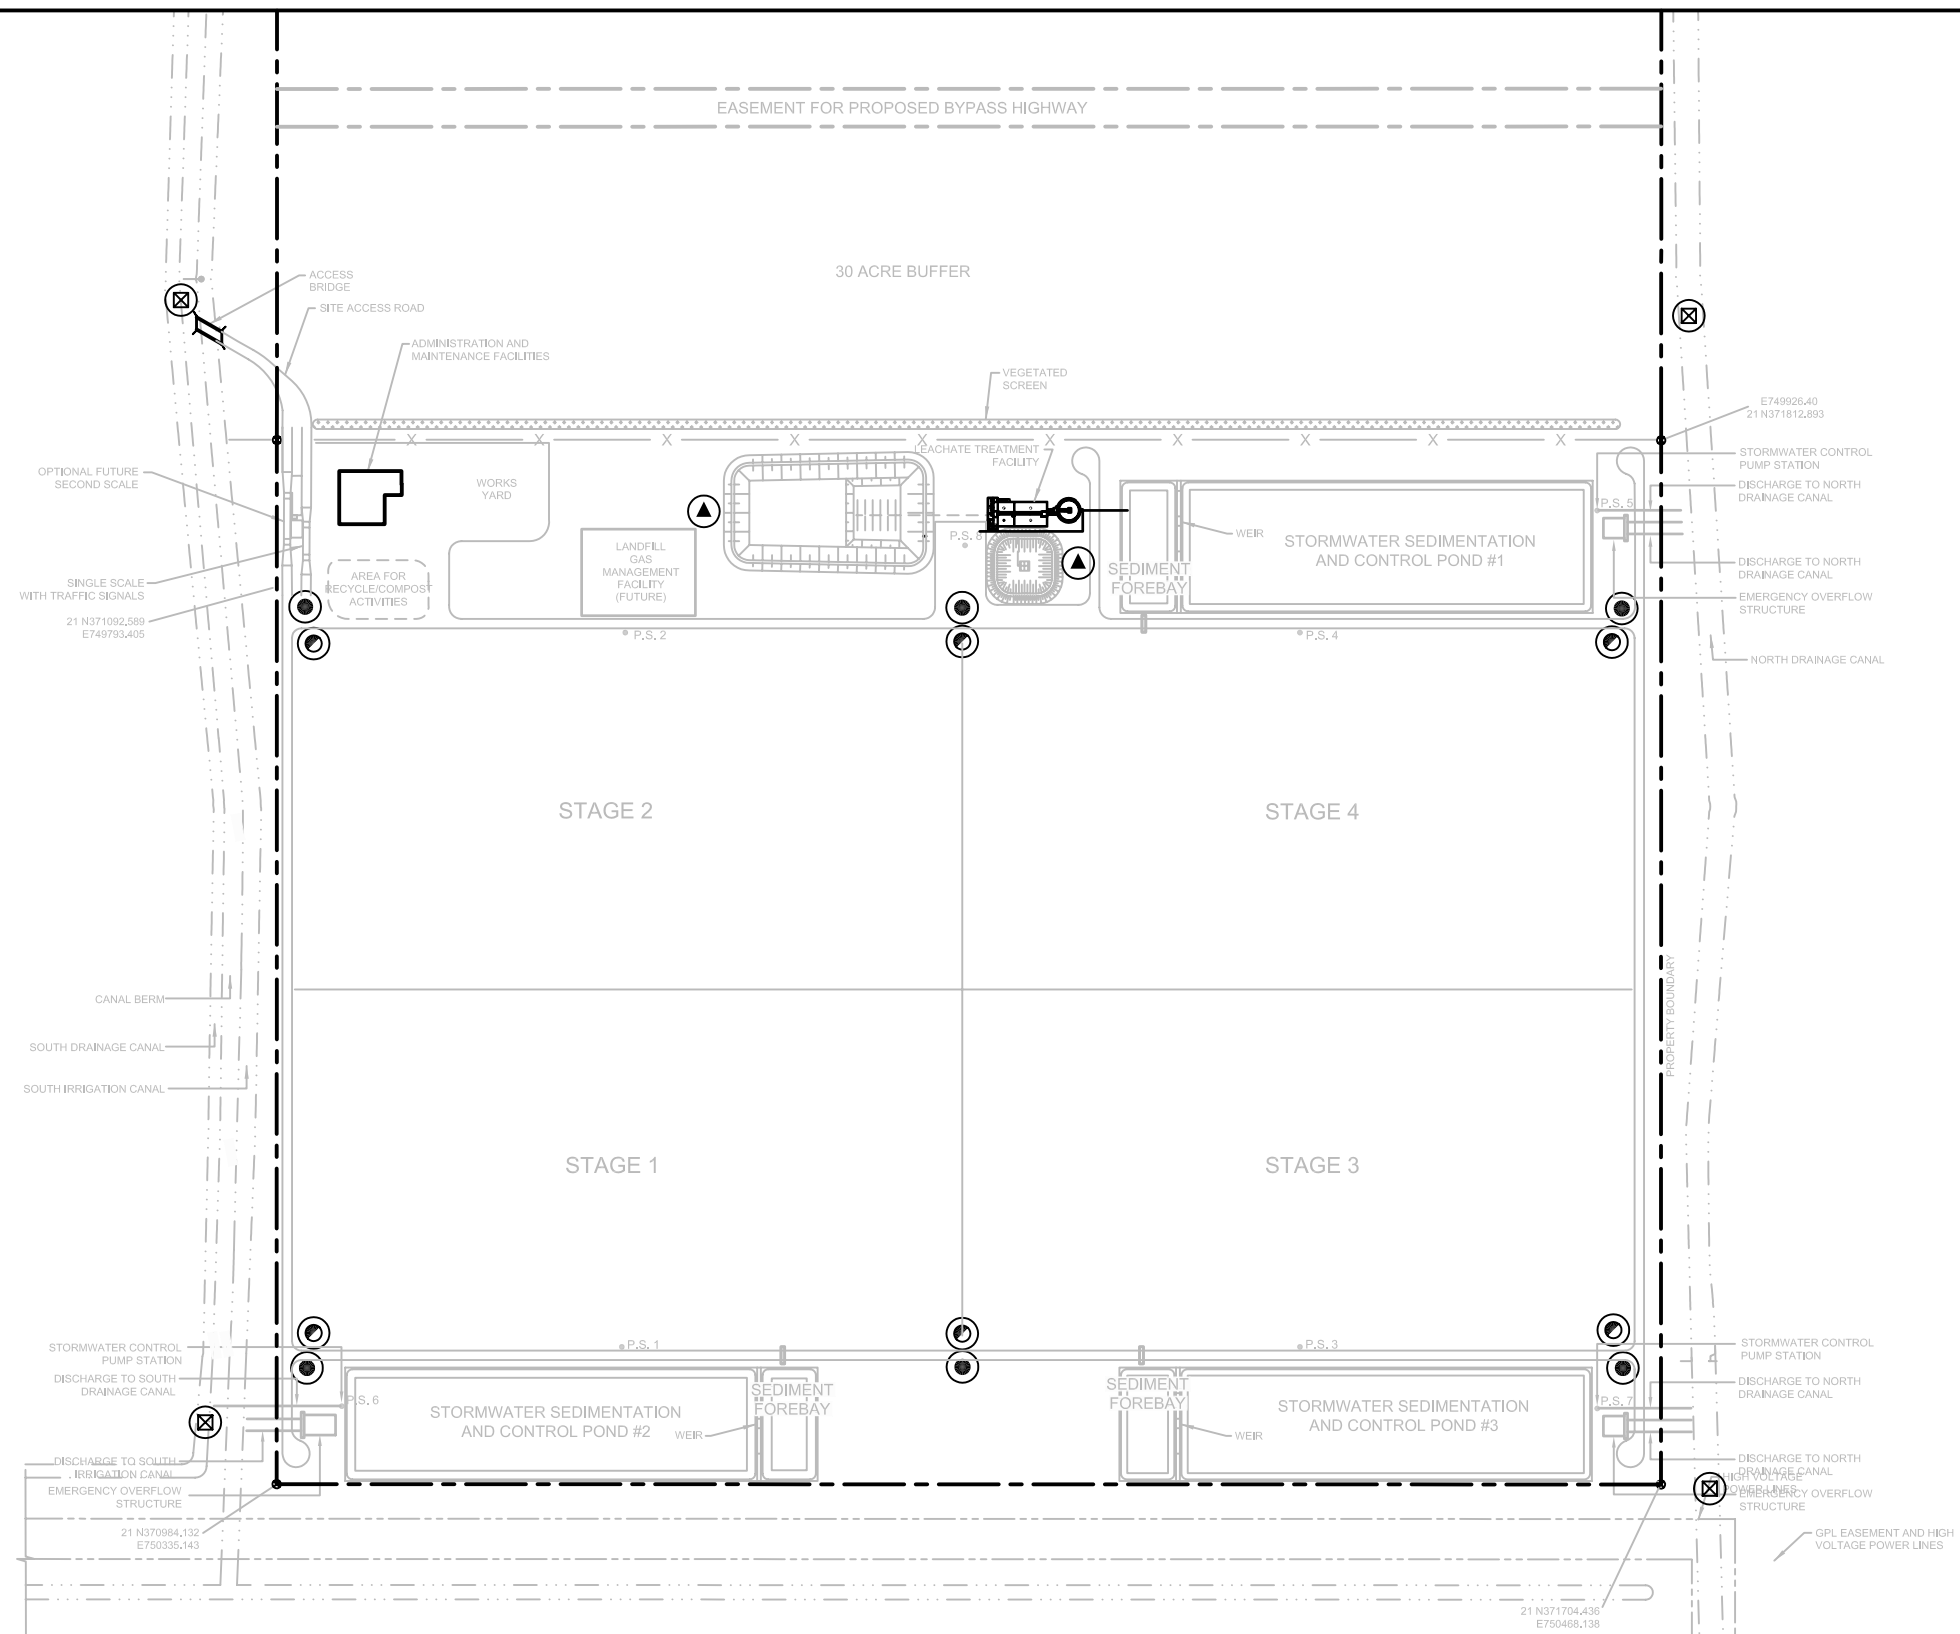 EASEMENT FOR PROPOSED BYPASS HIGHWAY
30 ACRE BUFFER
ACCESS
BRIDGE
SITE ACCESS ROAD
ADMINISTRATION AND
MAINTENANCE FACILITIES
VEGETATED
SCREEN
E749926.40
21 N371812.893
X X X X X X X X X X
LEACHATE TREATMENT
FACILITY
OPTIONAL FUTURE
SECOND SCALE
WORKS
YARD
STORMWATER CONTROL
PUMP STATION
DISCHARGE TO NORTH
DRAINAGE CANAL
P.S. 5
P.S. 8
WEIR
STORMWATER SEDIMENTATION
AND CONTROL POND #1
SEDIMENT
FOREBAY
LANDFILL
GAS
MANAGEMENT
FACILITY
(FUTURE)
AREA FOR
RECYCLE/COMPOST
ACTIVITIES
SINGLE SCALE
WITH TRAFFIC SIGNALS
DISCHARGE TO NORTH
DRAINAGE CANAL
EMERGENCY OVERFLOW
STRUCTURE
21 N371092.589
E749793.405
P.S. 2
P.S. 4
NORTH DRAINAGE CANAL
STAGE 2
STAGE 4
PROPERTY BOUNDARY
CANAL BERM
SOUTH DRAINAGE CANAL
SOUTH IRRIGATION CANAL
STAGE 1
STAGE 3
P.S. 1
P.S. 3
STORMWATER CONTROL
PUMP STATION
DISCHARGE TO SOUTH
DRAINAGE CANAL
P.S. 6
STORMWATER SEDIMENTATION
AND CONTROL POND #2
WEIR
SEDIMENT
FOREBAY
SEDIMENT
FOREBAY
WEIR
STORMWATER SEDIMENTATION
AND CONTROL POND #3
P.S. 7
STORMWATER CONTROL
PUMP STATION
DISCHARGE TO NORTH
DRAINAGE CANAL
DISCHARGE TO SOUTH
IRRIGATION CANAL
EMERGENCY OVERFLOW
STRUCTURE
DISCHARGE TO NORTH
DRAINAGE CANAL
HIGH VOLTAGE
POWER LINES
EMERGENCY OVERFLOW
STRUCTURE
21 N370984.132
E750335.143
GPL EASEMENT AND HIGH
VOLTAGE POWER LINES
21 N371704.436
E750468.138